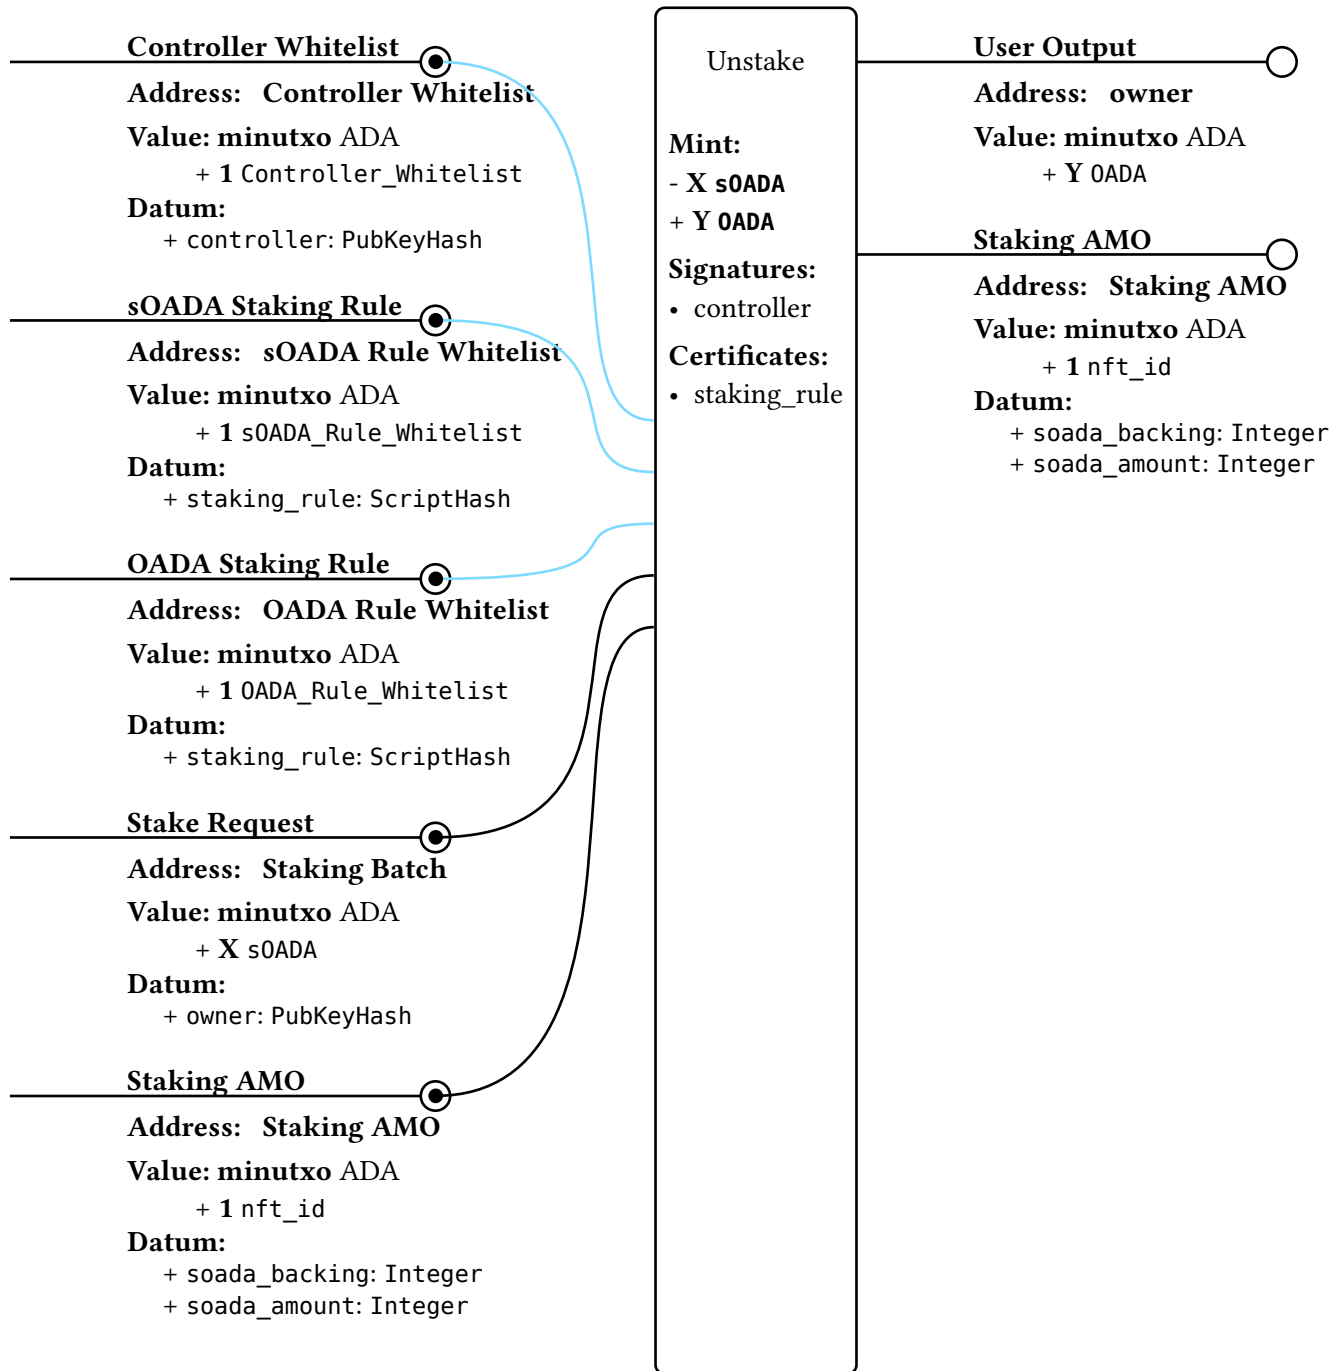 Controller Whitelist
Address: Controller Whitelist
Value: minutxo ADA
+ 1 Controller_Whitelist
Datum:
+ controller: PubKeyHash
sOADA Staking Rule
Address: sOADA Rule Whitelist
Value: minutxo ADA
+ 1 sOADA_Rule_Whitelist
Datum:
+ staking_rule: ScriptHash
OADA Staking Rule
Address: OADA Rule Whitelist
Value: minutxo ADA
+ 1 OADA_Rule_Whitelist
Datum:
+ staking_rule: ScriptHash
Stake Request
Address: Staking Batch
Value: minutxo ADA
+ X sOADA
Datum:
+ owner: PubKeyHash
Staking AMO
Address: Staking AMO
Value: minutxo ADA
+ 1 nft_id
Datum:
+ soada_backing: Integer
+ soada_amount: Integer
Unstake
Mint:
- X sOADA
+ Y OADA
Signatures:
• controller
Certificates:
• staking_rule
User Output
Address: owner
Value: minutxo ADA
+ Y OADA
Staking AMO
Address: Staking AMO
Value: minutxo ADA
+ 1 nft_id
Datum:
+ soada_backing: Integer
+ soada_amount: Integer